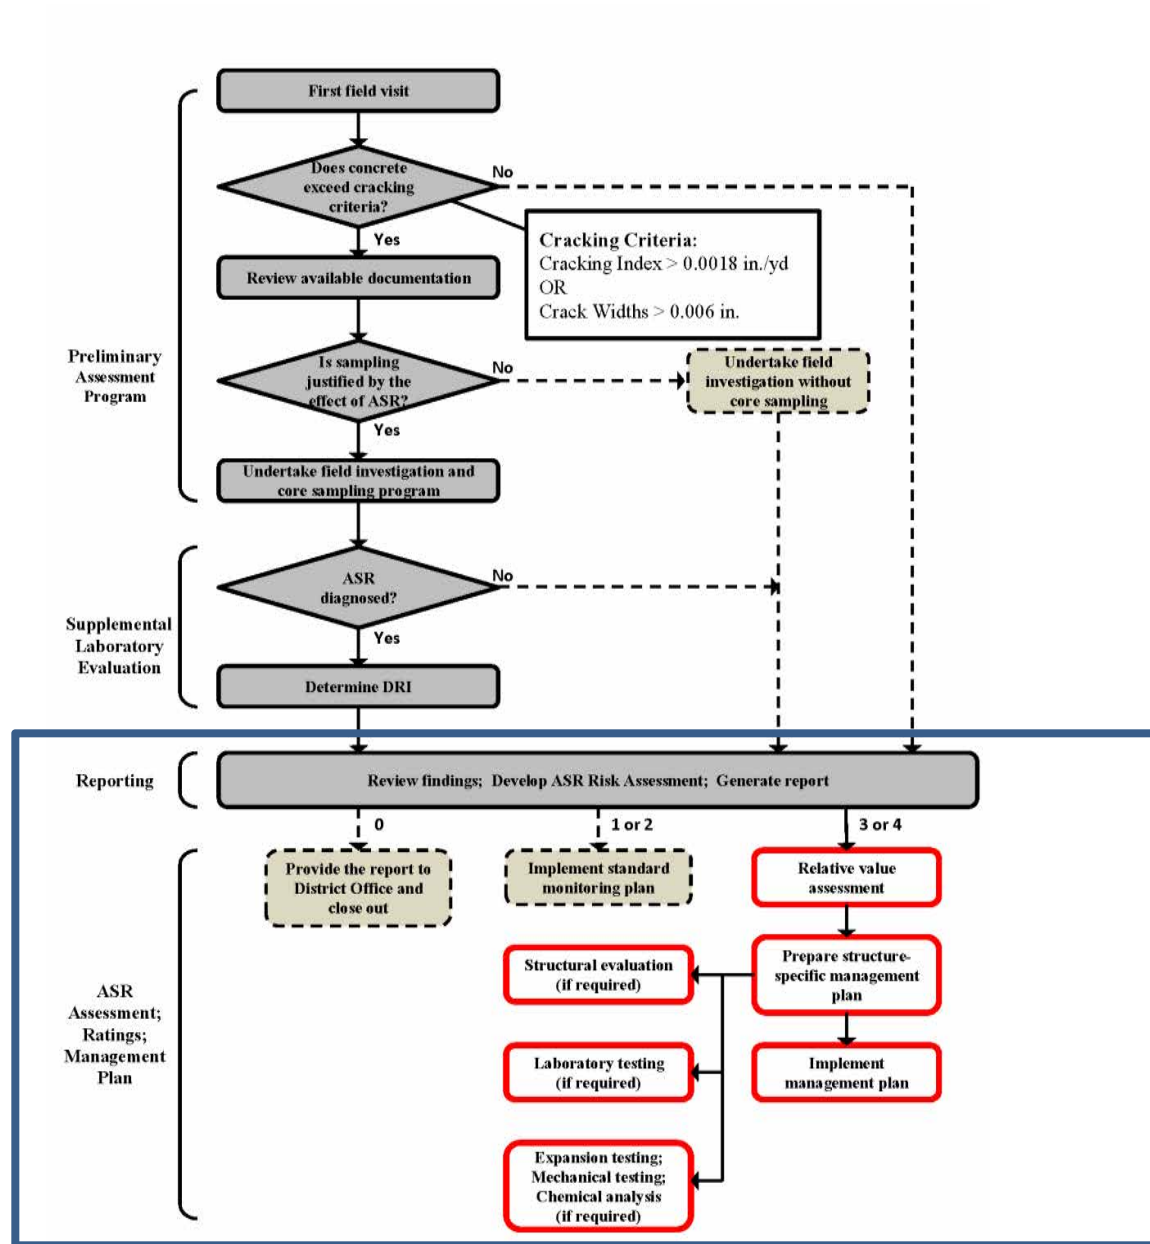 First field visit
Does concrete
exceed cracking
criteria?
No
Yes
Cracking Criteria:
Cracking Index > 0.0018 in./yd
OR
Crack Widths > 0.006 in.
Review available documentation
Preliminary
Assessment
Program
Is sampling
justified by the
effect of ASR?
No
Undertake field
investigation without
core sampling
Yes
Undertake field investigation and
core sampling program
Supplemental
Laboratory
Evaluation
ASR
diagnosed?
No
Yes
Determine DRI
Reporting
Review findings; Develop ASR Risk Assessment; Generate report
0
1 or 2
3 or 4
Provide the report to
District Office and
close out
Implement standard
monitoring plan
Relative value
assessment
ASR
Assessment;
Ratings;
Management
Plan
Structural evaluation
(if required)
Prepare structure-
specific management
plan
Laboratory testing
(if required)
Implement
management plan
Expansion testing;
Mechanical testing;
Chemical analysis
(if required)